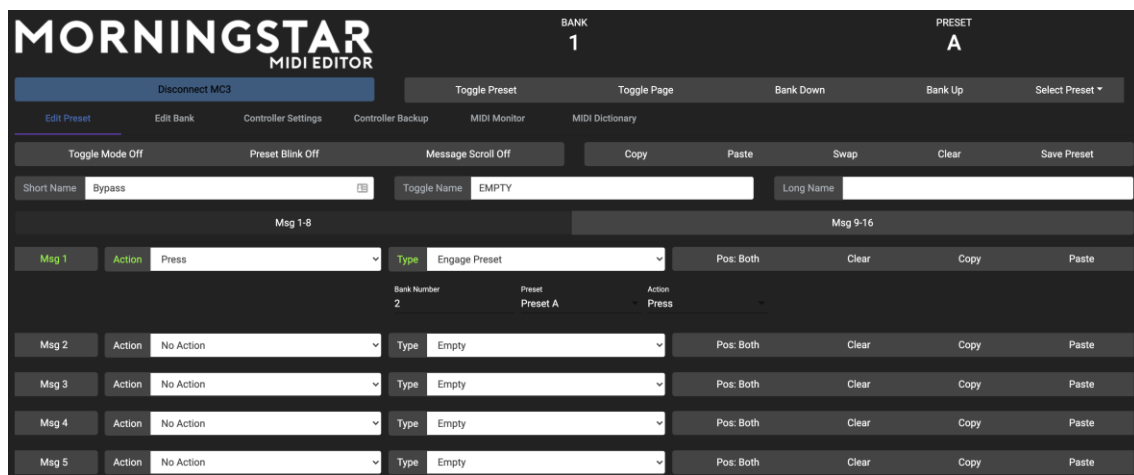 MORNINGSTAR
MIDI EDITOR
BANK
1
PRESET
A
Disconnect MC3
Toggle Preset
Toggle Page
Bank Down
Bank Up
Select Preset
Edit Preset
Edit Bank
Controller Settings
Controller Backup
MIDI Monitor
MIDI Dictionary
Toggle Mode Off
Preset Blink Off
Message Scroll Off
Copy
Paste
Swap
Clear
Save Preset
Short Name Bypass
Toggle Name EMPTY
Long Name
Msg 1-8
Msg 9-16
Msg 1 Action Press Type Engage Preset Pos: Both Clear Copy Paste
Bank Number Preset Action
2 Preset A Press
Msg 2 Action No Action Type Empty Pos: Both Clear Copy Paste
Msg 3 Action No Action Type Empty Pos: Both Clear Copy Paste
Msg 4 Action No Action Type Empty Pos: Both Clear Copy Paste
Msg 5 Action No Action Type Empty Pos: Both Clear Copy Paste